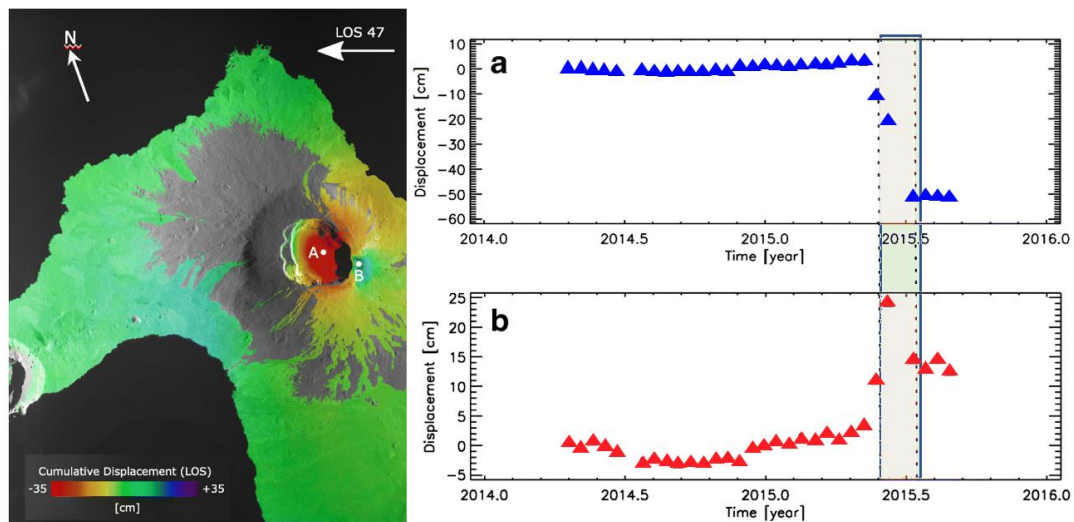 N
LOS 47
A
B
Cumulative Displacement (LOS)
-35
+35
[cm]
a
Displacement [cm]
10
0
-10
-20
-30
-40
-50
-60
2014.0
2014.5
2015.0
2015.5
2016.0
Time [year]
b
Displacement [cm]
25
20
15
10
5
0
-5
2014.0
2014.5
2015.0
2015.5
2016.0
Time [year]